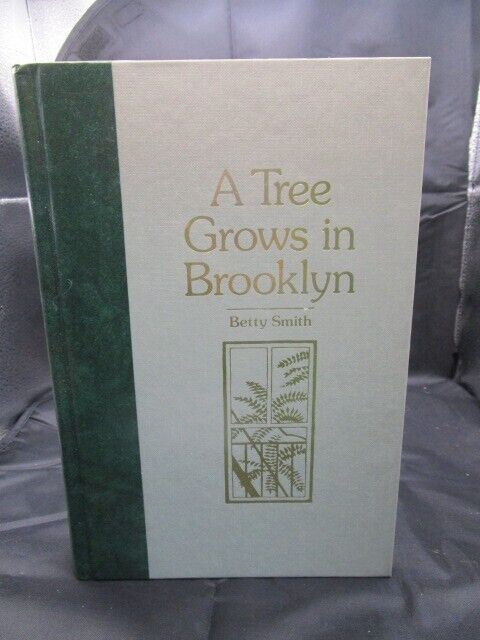 A Tree
Grows in
Brooklyn
Betty Smith